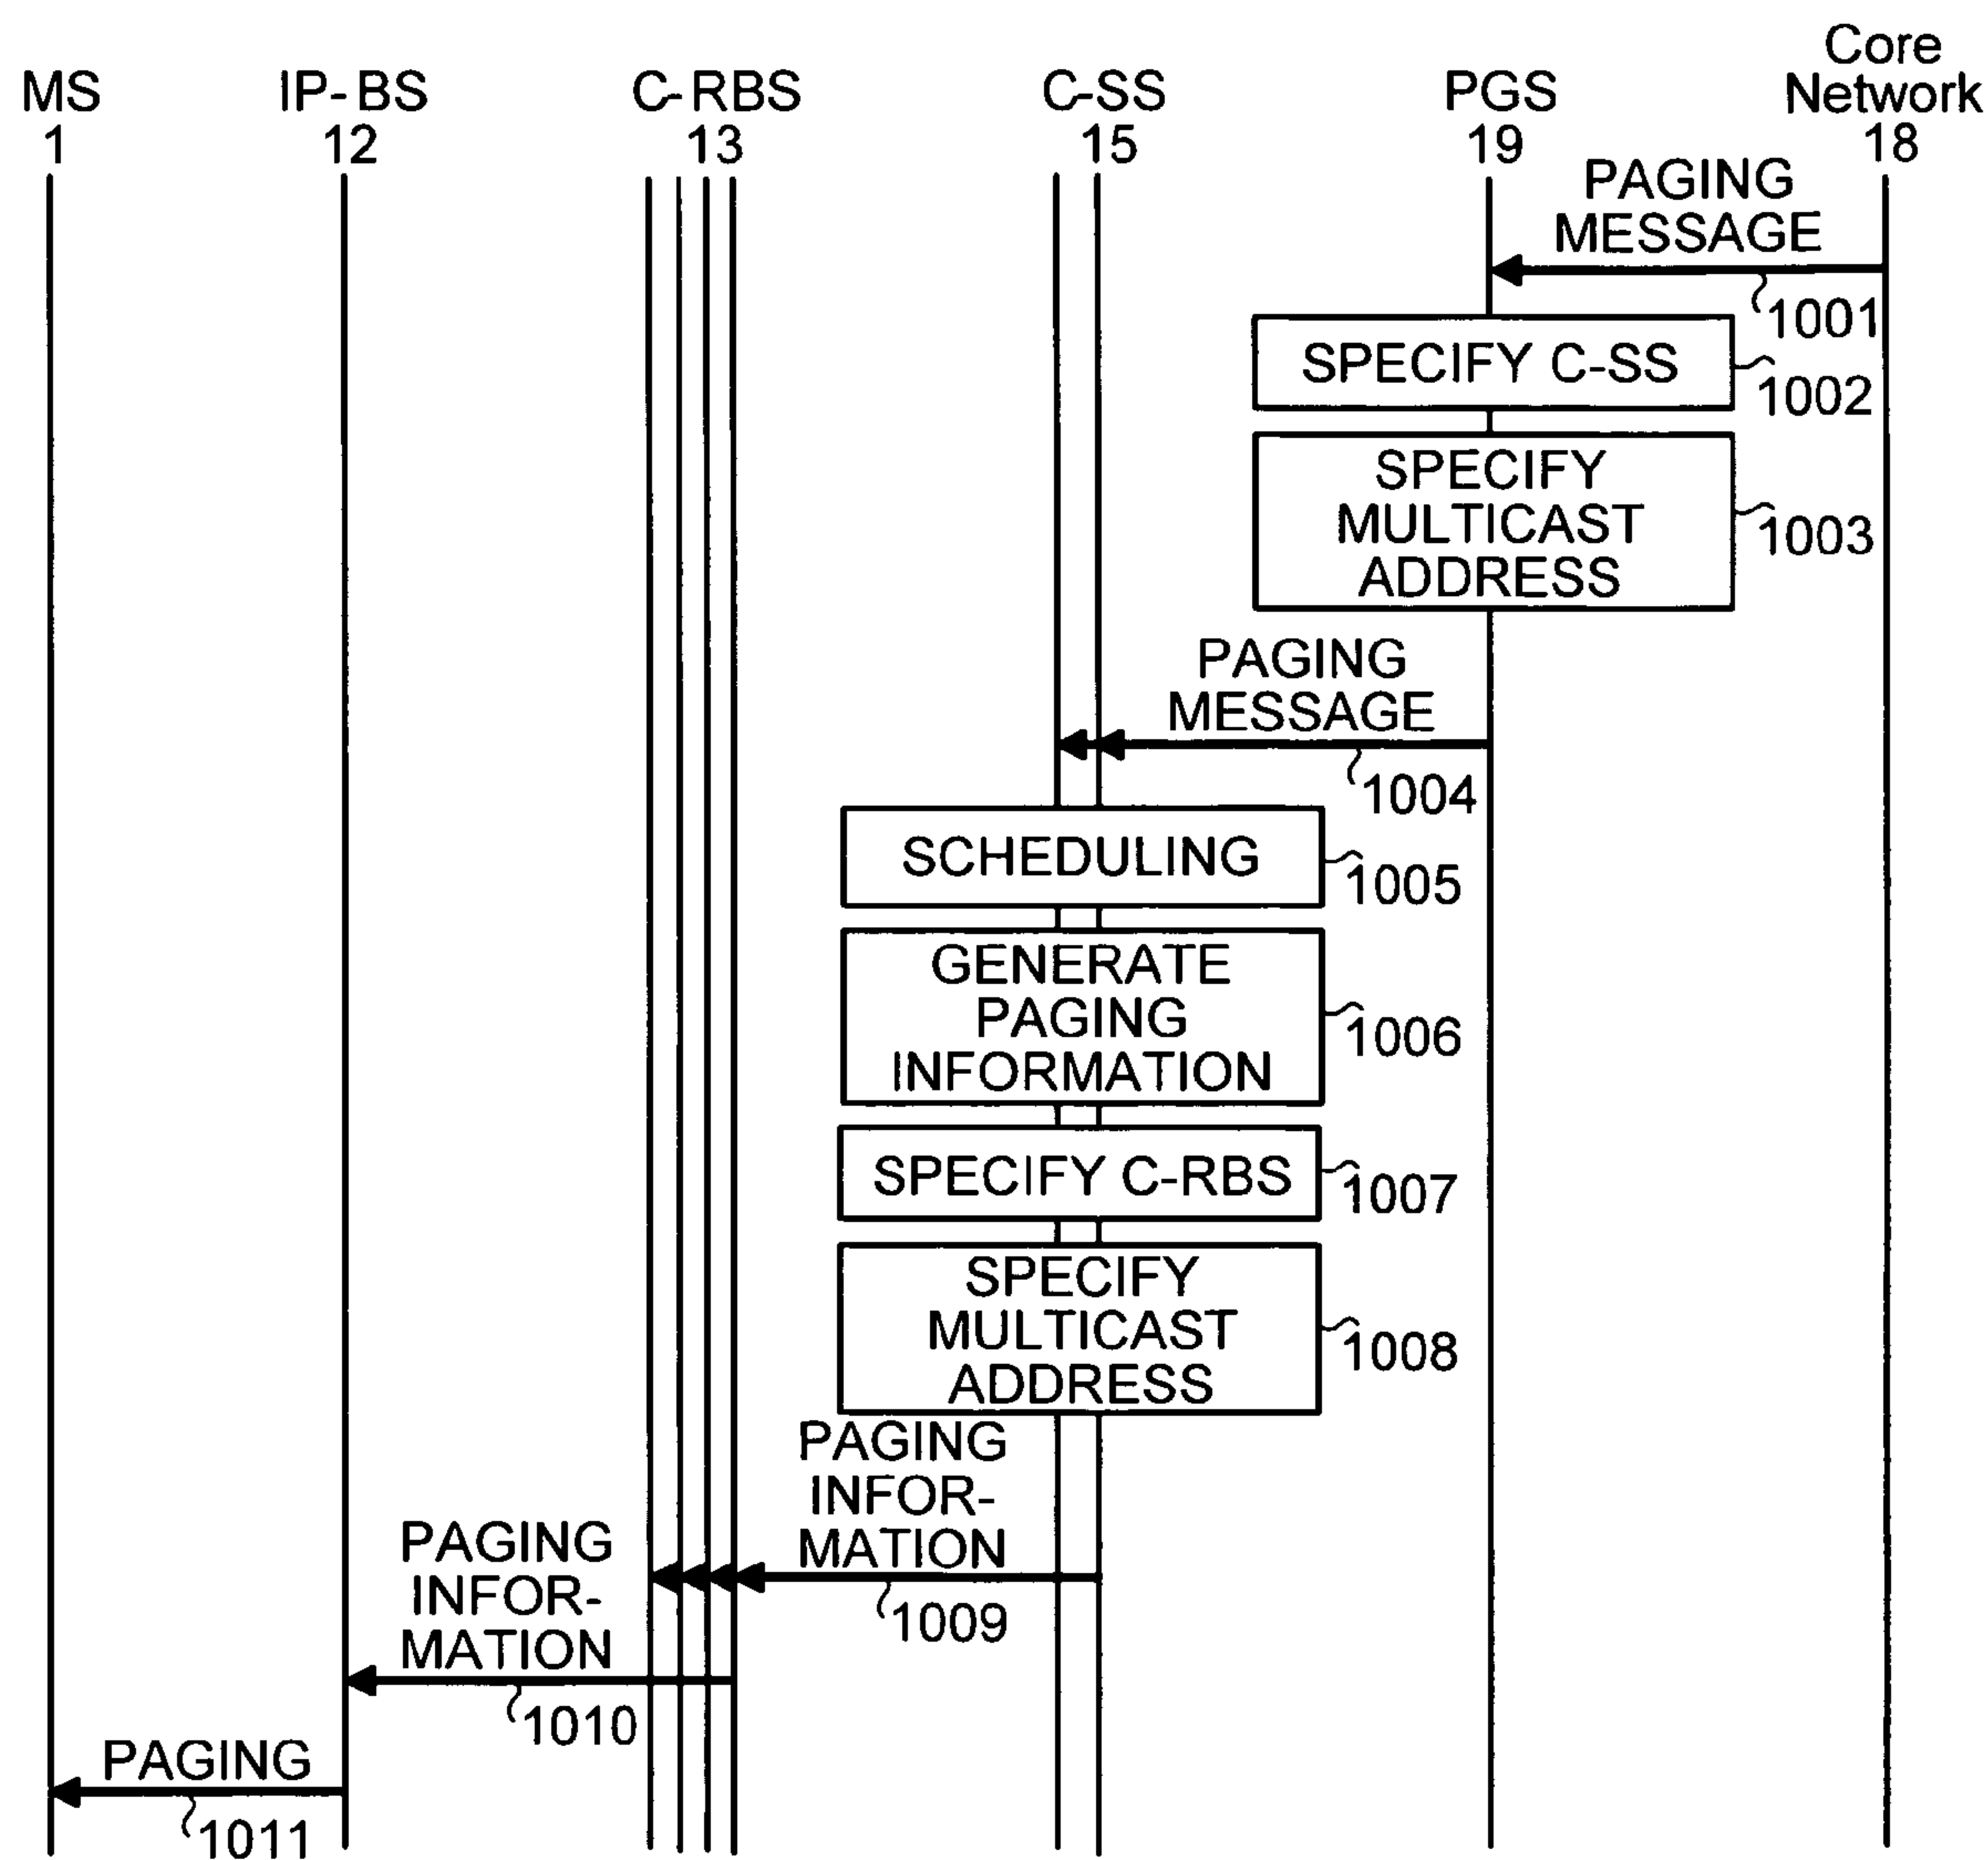 MS
1
IP-BS
12
C-RBS
13
C-SS
15
PGS
19
Core
Network
18
PAGING
MESSAGE
1001
SPECIFY C-SS
1002
SPECIFY
MULTICAST
ADDRESS
1003
PAGING
MESSAGE
1004
SCHEDULING
1005
GENERATE
PAGING
INFORMATION
1006
SPECIFY C-RBS
1007
SPECIFY
MULTICAST
ADDRESS
1008
PAGING
INFOR-
MATION
1009
PAGING
INFOR-
MATION
1010
PAGING
1011